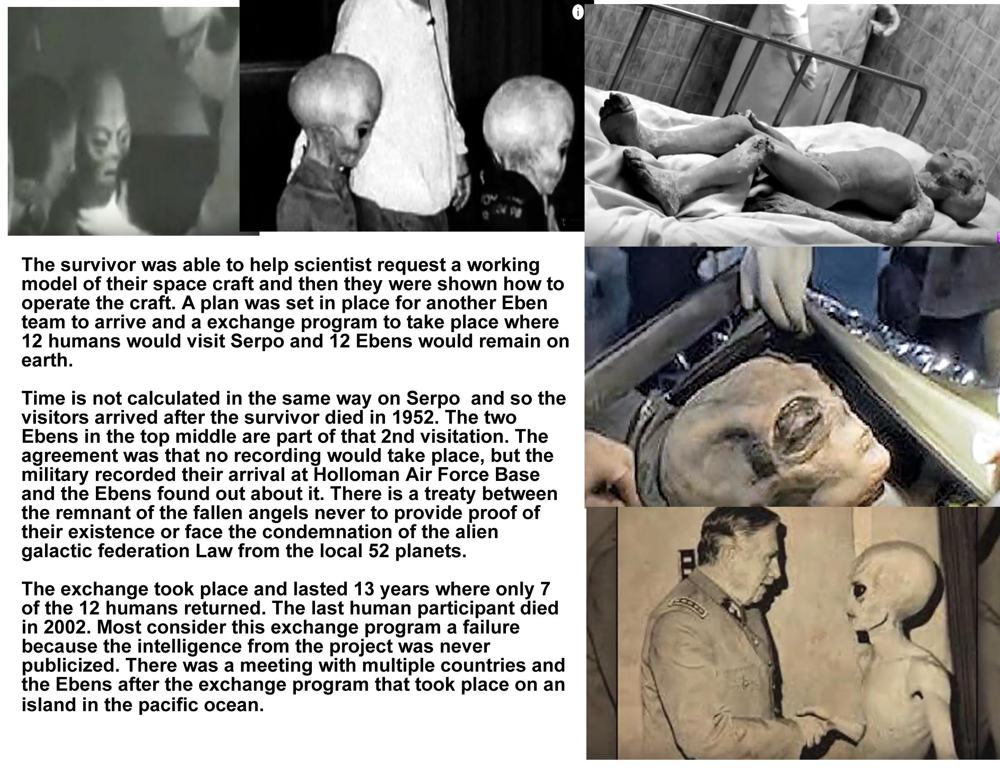 i
The survivor was able to help scientist request a working
model of their space craft and then they were shown how to
operate the craft. A plan was set in place for another Eben
team to arrive and a exchange program to take place where
12 humans would visit Serpo and 12 Ebens would remain on
earth.
Time is not calculated in the same way on Serpo  and so the
visitors arrived after the survivor died in 1952. The two
Ebens in the top middle are part of that 2nd visitation. The
agreement was that no recording would take place, but the
military recorded their arrival at Holloman Air Force Base
and the Ebens found out about it. There is a treaty between
the remnant of the fallen angels never to provide proof of
their existence or face the condemnation of the alien
galactic federation Law from the local 52 planets.
The exchange took place and lasted 13 years where only 7
of the 12 humans returned. The last human participant died
in 2002. Most consider this exchange program a failure
because the intelligence from the project was never
publicized. There was a meeting with multiple countries and
the Ebens after the exchange program that took place on an
island in the pacific ocean.